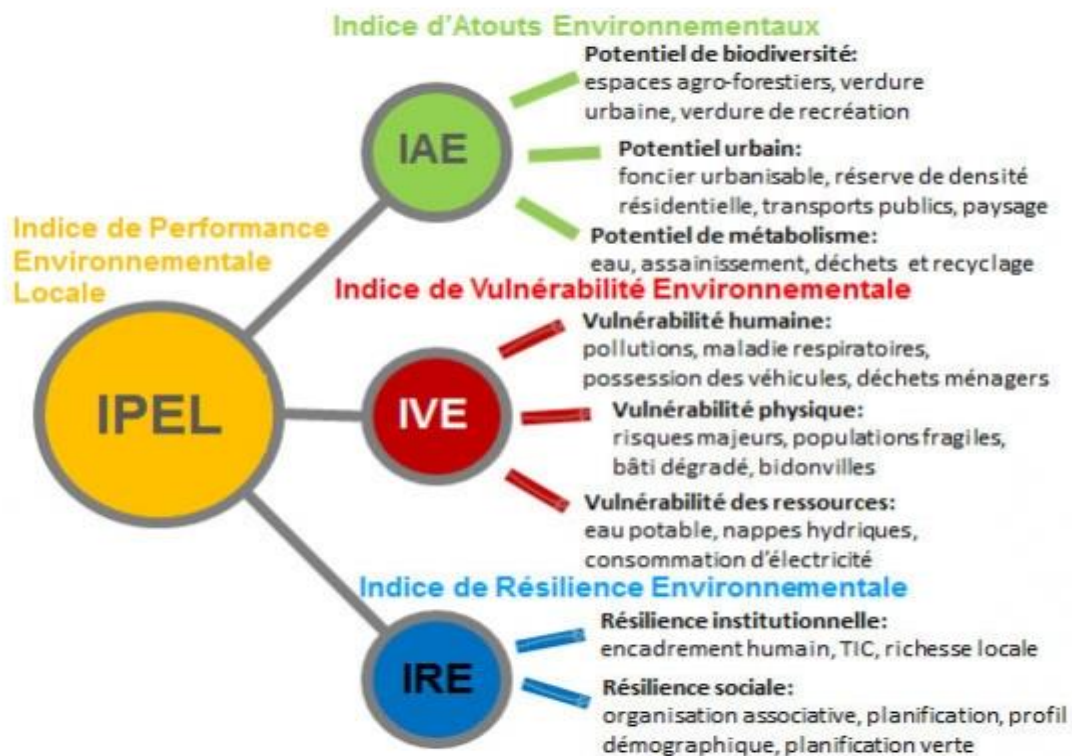 Indice d'Atouts Environnementaux
Potentiel de biodiversité:
espaces agro-forestiers, verdure
urbaine, verdure de recréation
IAE
Potentiel urbain:
foncier urbanisable, réserve de densité
résidentielle, transports publics, paysage
Potentiel de métabolisme:
eau, assainissement, déchets et recyclage
Indice de Performance
Environnementale
Locale
IPEL
Indice de Vulnérabilité Environnementale
Vulnérabilité humaine:
pollutions, maladie respiratoires,
possession des véhicules, déchets ménagers
IVE
Vulnérabilité physique:
risques majeurs, populations fragiles,
bâti dégradé, bidonvilles
Vulnérabilité des ressources:
eau potable, nappes hydriques,
consommation d'électricité
Indice de Résilience Environnementale
Résilience institutionnelle:
encadrement humain, TIC, richesse locale
IRE
Résilience sociale:
organisation associative, planification, profil
démographique, planification verte